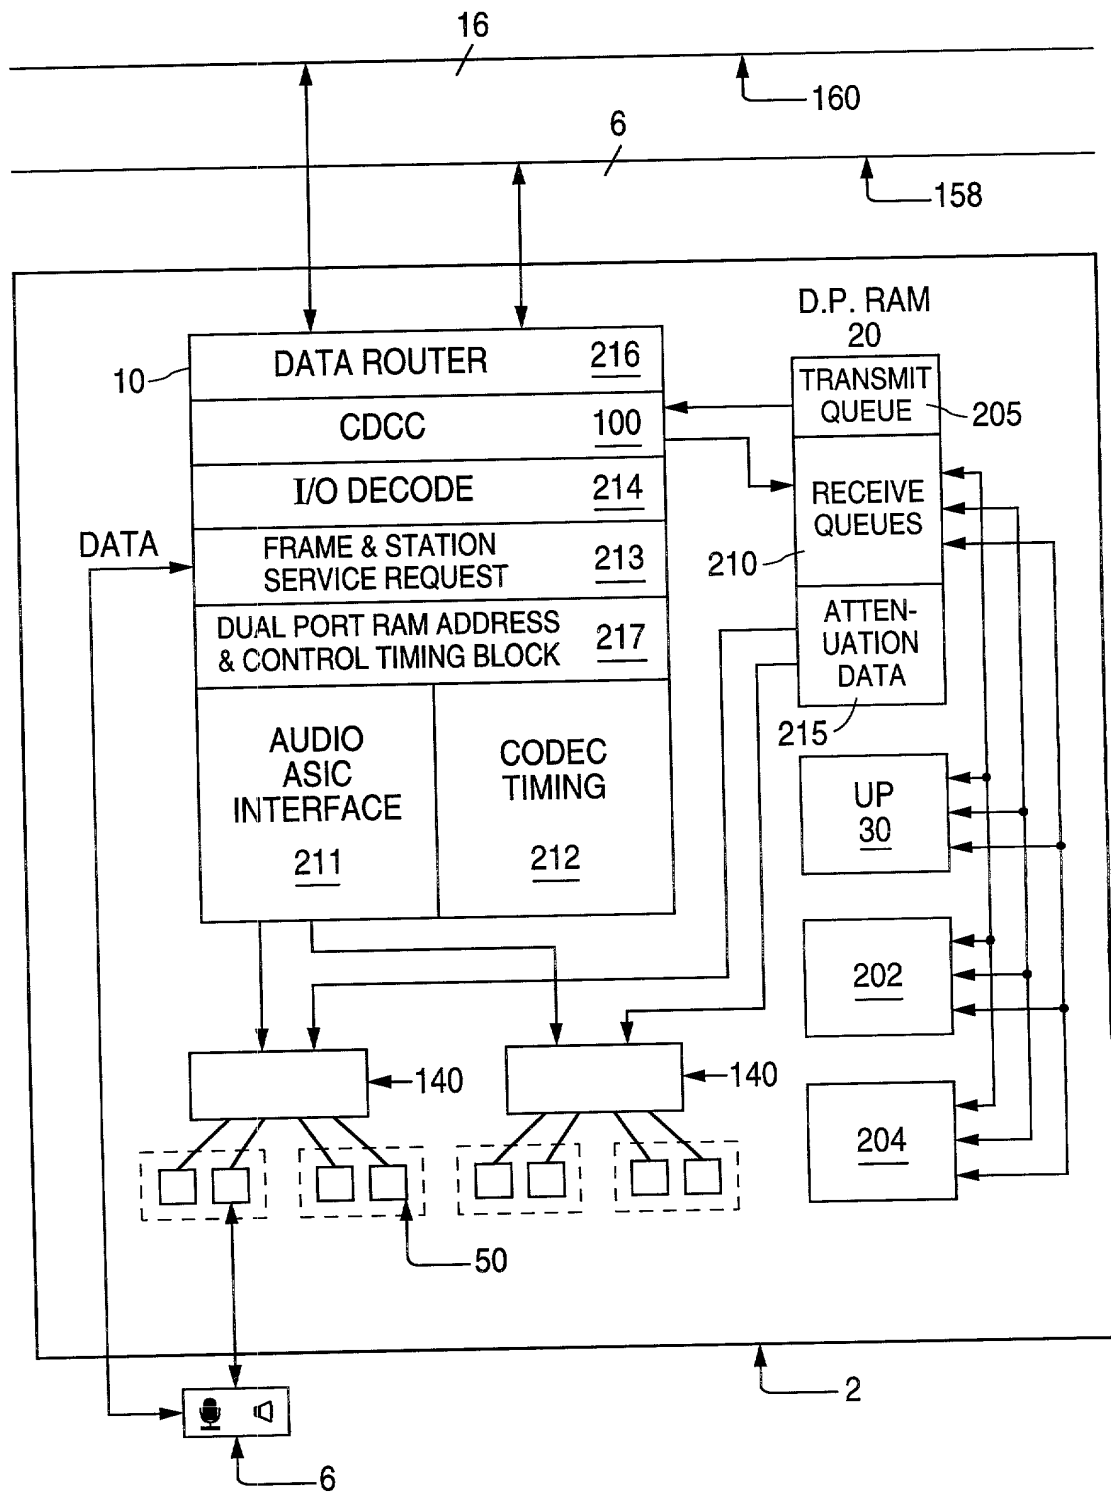 16
160
6
158
D.P. RAM
20
10
DATA ROUTER 216
CDCC 100
I/O DECODE 214
FRAME & STATION
SERVICE REQUEST 213
DUAL PORT RAM ADDRESS
& CONTROL TIMING BLOCK 217
AUDIO
ASIC
INTERFACE
211
CODEC
TIMING
212
TRANSMIT
QUEUE
205
RECEIVE
QUEUES
210
ATTEN-
UATION
DATA
215
DATA
UP
30
202
204
140
140
50
2
6